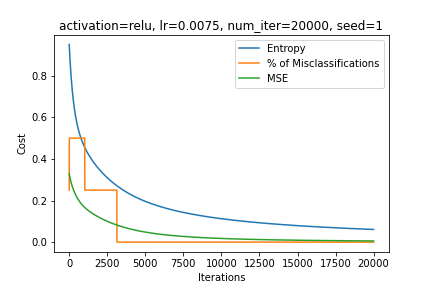 activation=relu, lr=0.0075, num_iter=20000, seed=1
Entropy
% of Misclassifications
MSE
Cost
0.8
0.6
0.4
0.2
0.0
0 2500 5000 7500 10000 12500 15000 17500 20000
Iterations